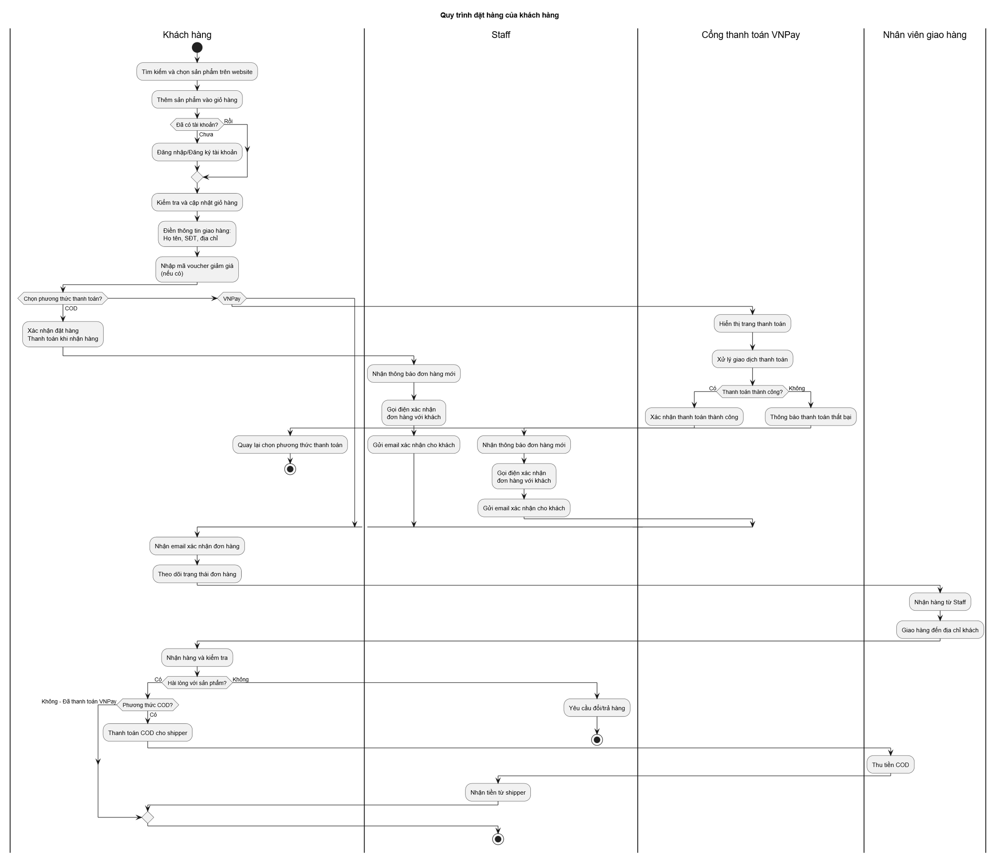 Quy trình đặt hàng của khách hàng
Khách hàng
Staff
Cổng thanh toán VNPay
Nhân viên giao hàng
Tìm kiếm và chọn sản phẩm trên website
Thêm sản phẩm vào giỏ hàng
Đã có tài khoản?
Rồi
Chưa
Đăng nhập/Đăng ký tài khoản
Kiểm tra và cập nhật giỏ hàng
Điền thông tin giao hàng:
Họ tên, SĐT, địa chỉ
Nhập mã voucher giảm giá
(nếu có)
Chọn phương thức thanh toán?
VNPay
COD
Hiển thị trang thanh toán
Xác nhận đặt hàng
Thanh toán khi nhận hàng
Xử lý giao dịch thanh toán
Nhận thông báo đơn hàng mới
Có
Thanh toán thành công?
Không
Gọi điện xác nhận
đơn hàng với khách
Xác nhận thanh toán thành công
Thông báo thanh toán thất bại
Quay lại chọn phương thức thanh toán
Gửi email xác nhận cho khách
Nhận thông báo đơn hàng mới
Gọi điện xác nhận
đơn hàng với khách
Gửi email xác nhận cho khách
Nhận email xác nhận đơn hàng
Theo dõi trạng thái đơn hàng
Nhận hàng từ Staff
Giao hàng đến địa chỉ khách
Nhận hàng và kiểm tra
Có
Hài lòng với sản phẩm?
Không
Không - Đã thanh toán VNPay
Phương thức COD?
Có
Yêu cầu đổi/trả hàng
Thanh toán COD cho shipper
Thu tiền COD
Nhận tiền từ shipper